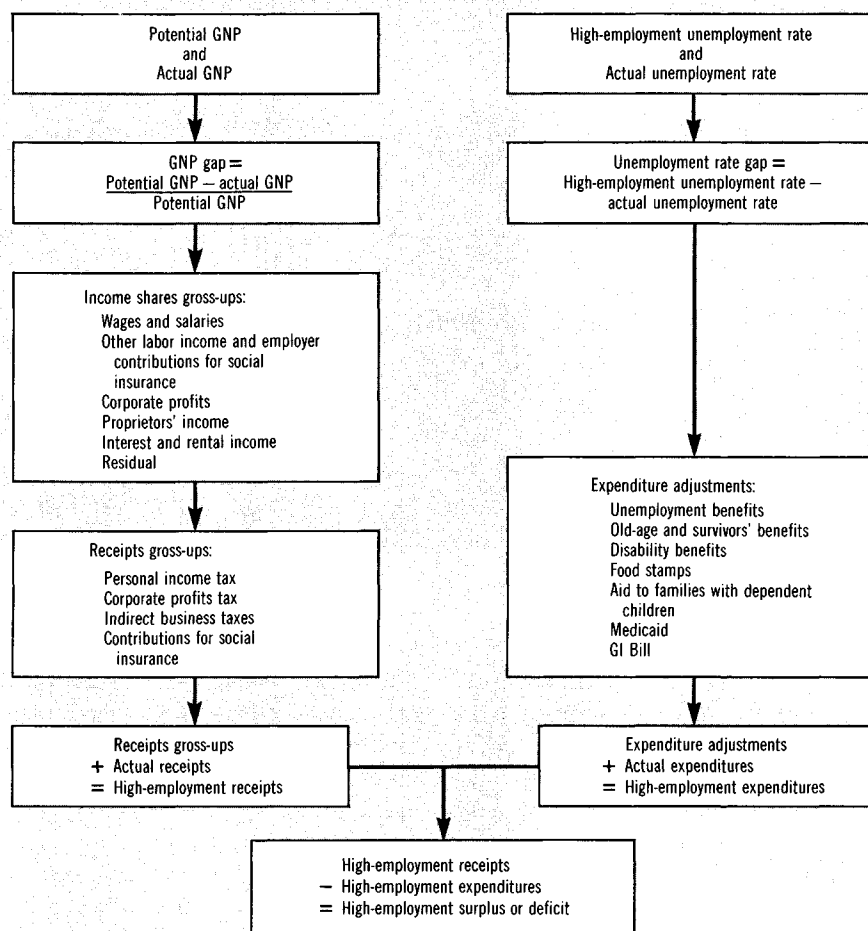 Potential GNP
and
Actual GNP
High-employment unemployment rate
and
Actual unemployment rate
GNP gap =
Potential GNP — actual GNP
Potential GNP
Unemployment rate gap =
High-employment unemployment rate —
actual unemployment rate
Income shares gross-ups:
Wages and salaries
Other labor income and employer
contributions for social
insurance
Corporate profits
Proprietors' income
Interest and rental income
Residual
Expenditure adjustments:
Unemployment benefits
Old-age and survivors' benefits
Disability benefits
Food stamps
Aid to families with dependent
children
Medicaid
GI Bill
Receipts gross-ups:
Personal income tax
Corporate profits tax
Indirect business taxes
Contributions for social
insurance
Receipts gross-ups
+ Actual receipts
= High-employment receipts
Expenditure adjustments
+ Actual expenditures
= High-employment expenditures
High-employment receipts
— High-employment expenditures
= High-employment surplus or deficit